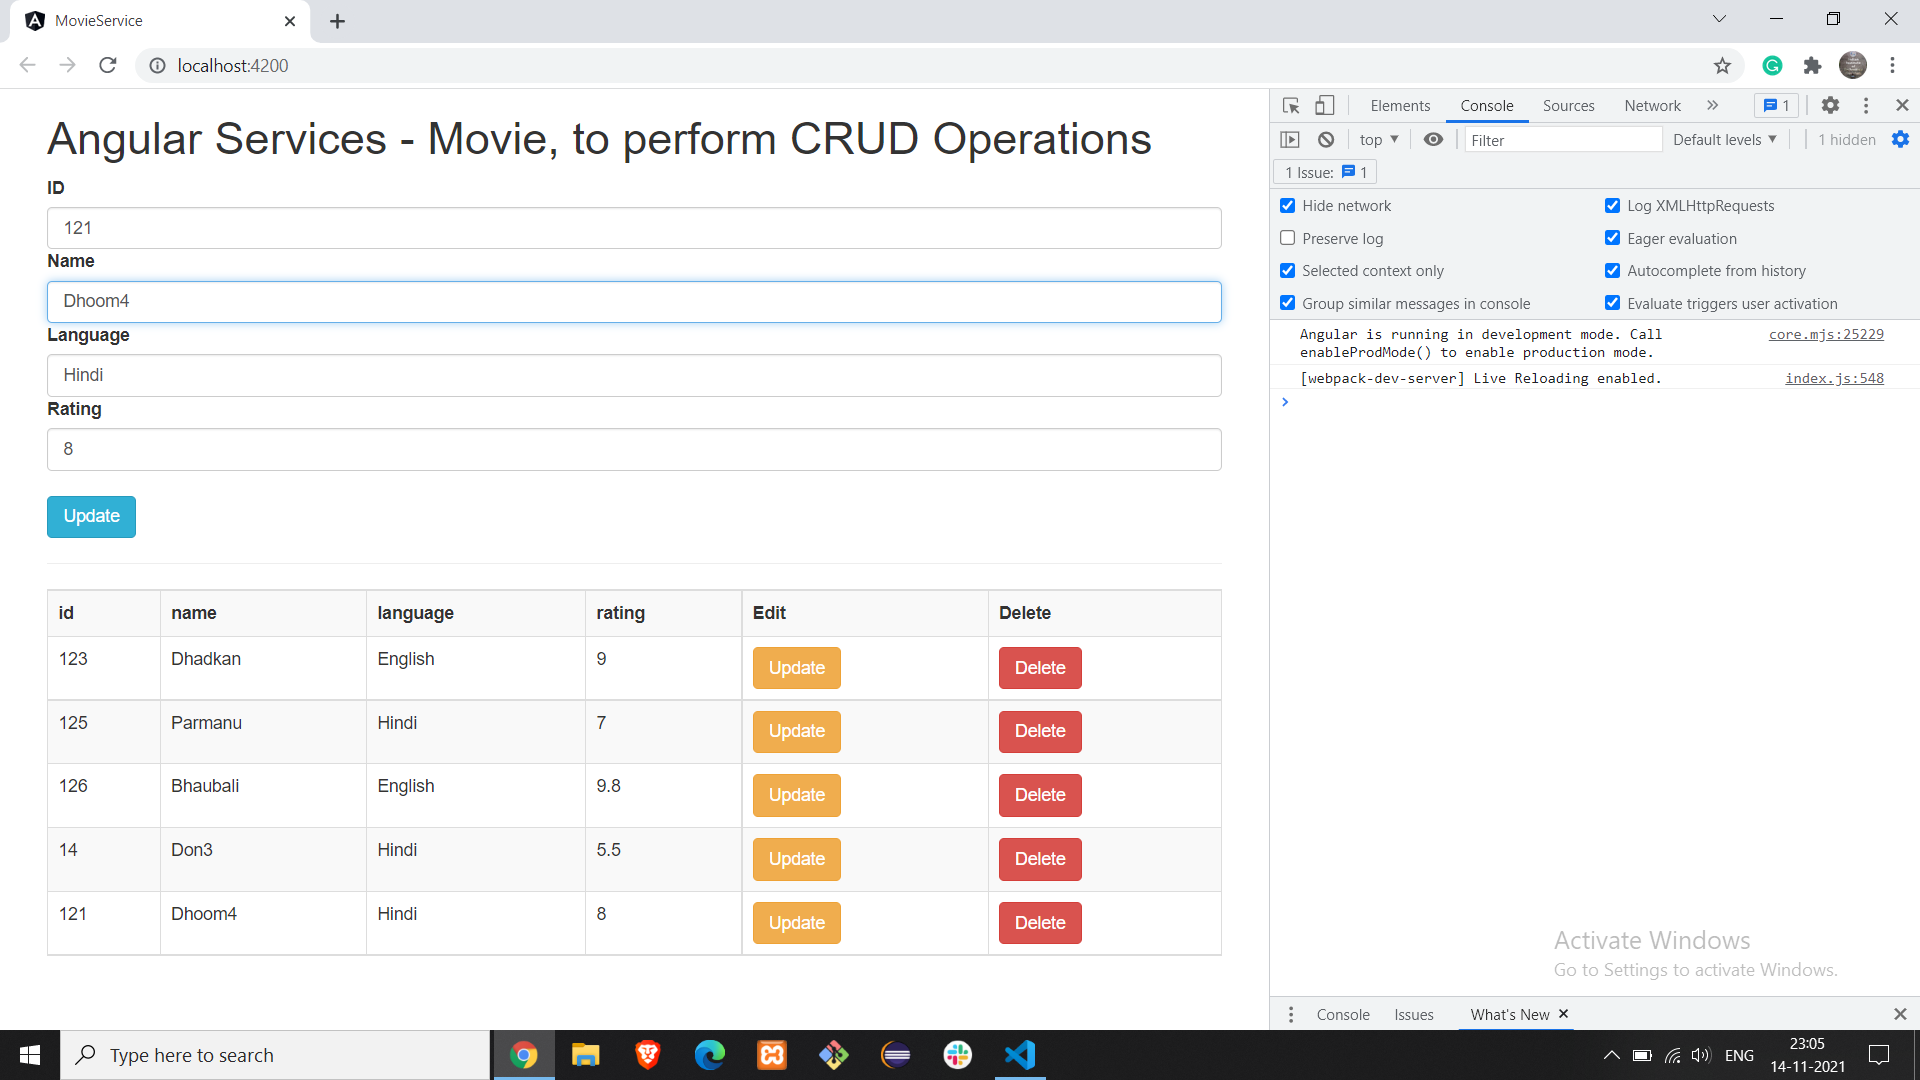 MovieService
localhost:4200
Angular Services - Movie, to perform CRUD Operations
ID
121
Name
Dhoom4
Language
Hindi
Rating
8
Update
id name language rating Edit Delete
123 Dhadkan English 9 Update Delete
125 Parmanu Hindi 7 Update Delete
126 Bhaubali English 9.8 Update Delete
14 Don3 Hindi 5.5 Update Delete
121 Dhoom4 Hindi 8 Update Delete
Elements Console Sources Network 1
top Filter Default levels 1 hidden
1 Issue: 1
Hide network Log XMLHttpRequests
Preserve log Eager evaluation
Selected context only Autocomplete from history
Group similar messages in console Evaluate triggers user activation
Angular is running in development mode. Call core.mjs:25229
enableProdMode() to enable production mode.
[webpack-dev-server] Live Reloading enabled. index.js:548
Activate Windows
Go to Settings to activate Windows.
Console Issues What's New
Type here to search
ENG
23:05
14-11-2021